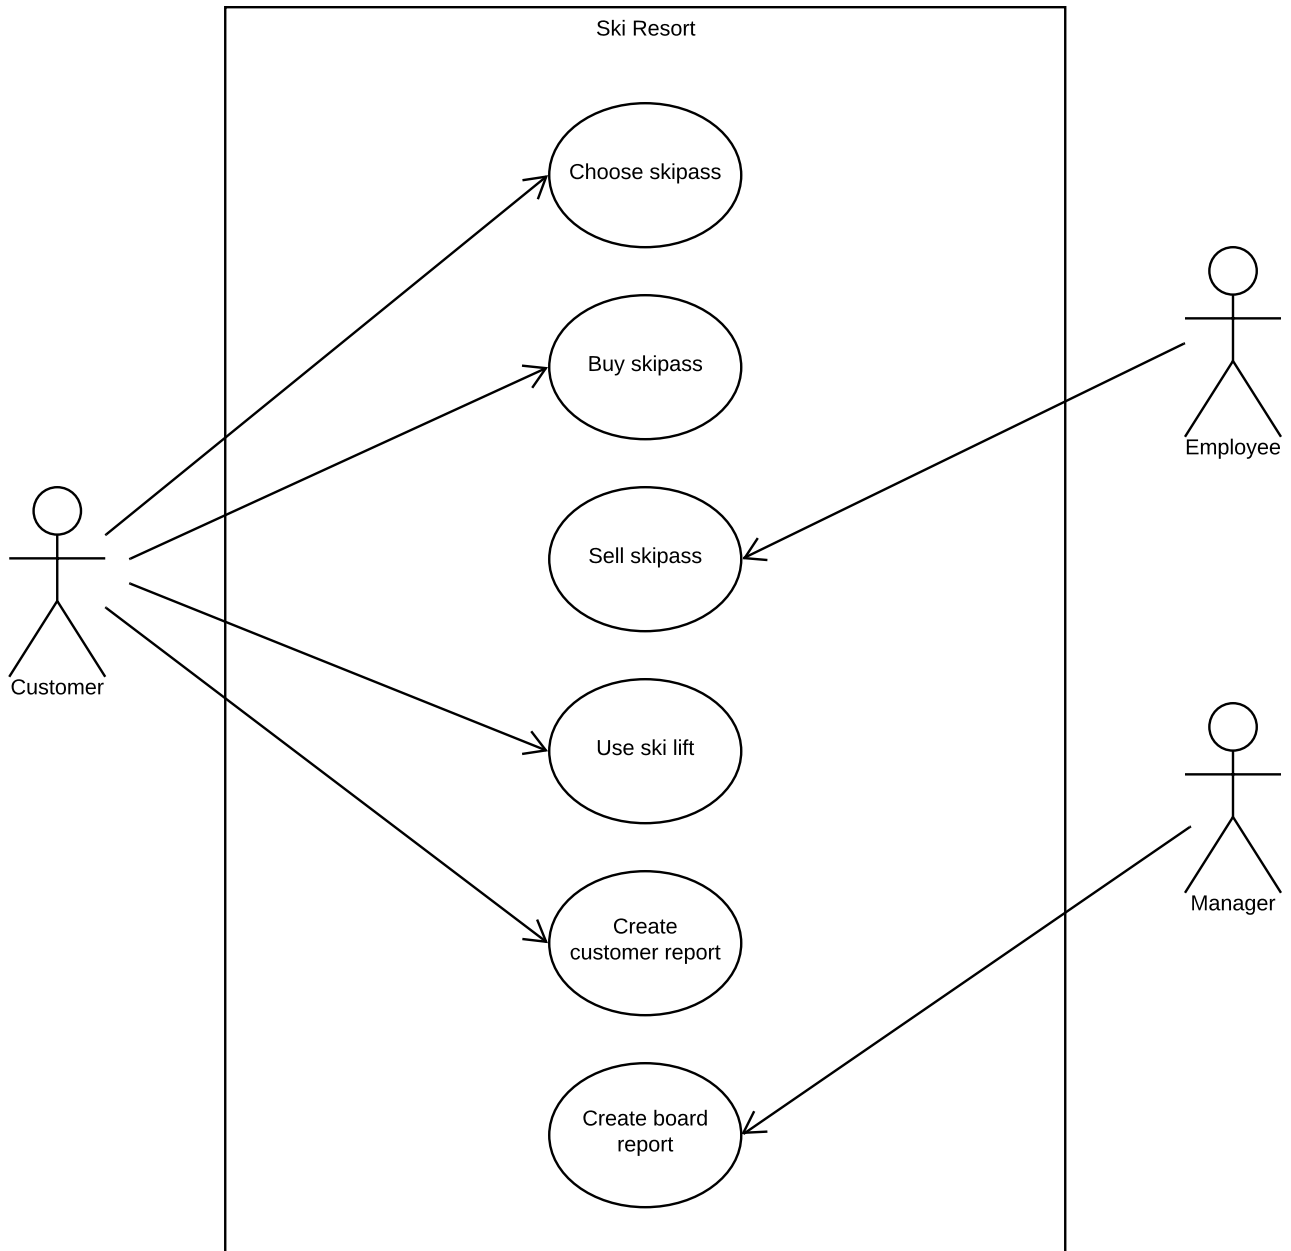 Ski Resort
Choose skipass
Buy skipass
Employee
Sell skipass
Customer
Use ski lift
Manager
Create
customer report
Create board
report